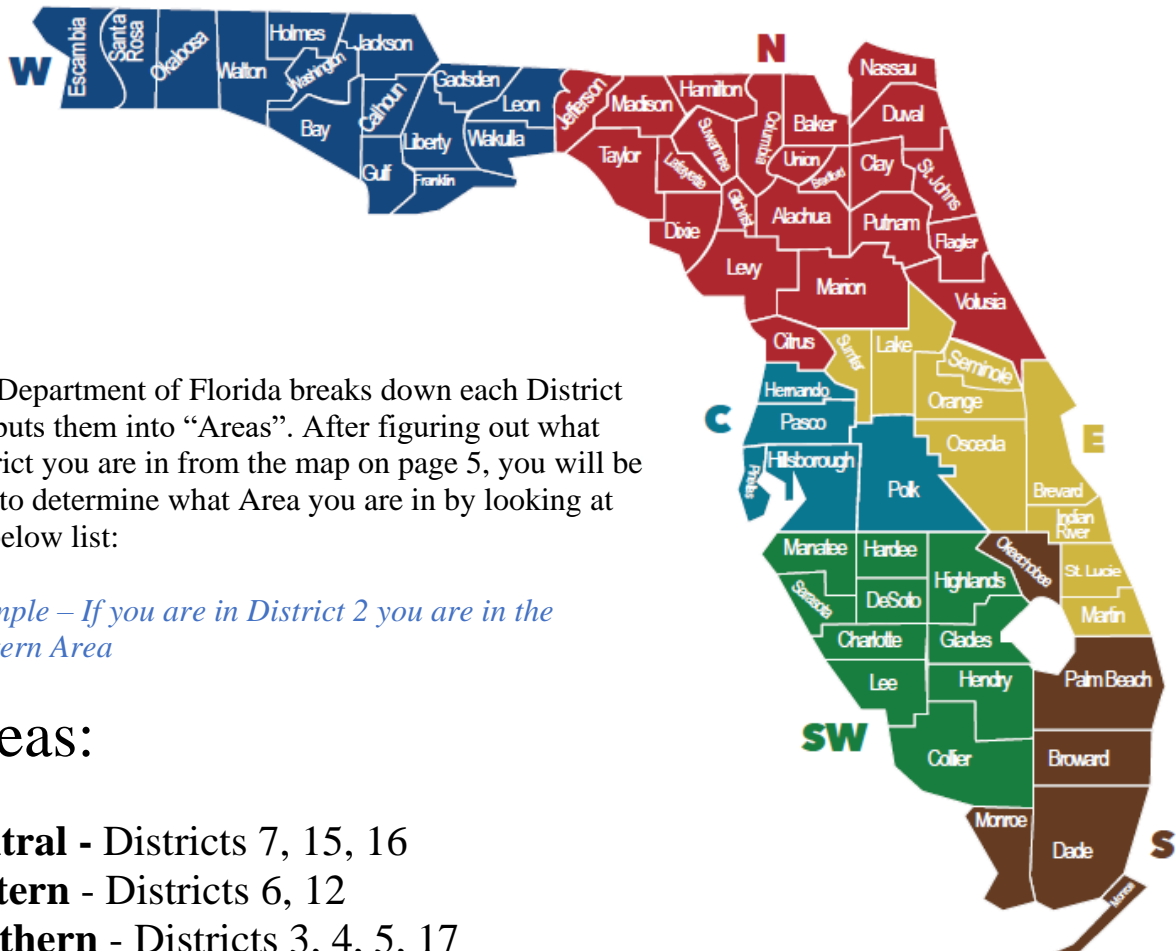 N
W
Escambia
Santa
Rosa
Okaloosa
Walton
Holmes
Washington
Jackson
Bay
Calhoun
Gulf
Gadsden
Liberty
Franklin
Leon
Wakulla
Jefferson
Madison
Taylor
Hamilton
Suwannee
Lafayette
Dixie
Columbia
Gilchrist
Baker
Union
Bradford
Nassau
Duval
Clay
St. Johns
Alachua
Putnam
Flagler
Levy
Marion
Volusia
Citrus
Sumter
Lake
Seminole
Orange
Osceola
Hernando
Pasco
C
Hillsborough
Pinellas
Polk
E
Brevard
Indian
River
Okeechobee
St. Lucie
Martin
Manatee
Hardee
Highlands
Sarasota
DeSoto
Charlotte
Glades
Lee
Hendry
SW
Collier
Palm Beach
Broward
Monroe
Dade
S
Monroe
Department of Florida breaks down each District
puts them into “Areas”. After figuring out what
rict you are in from the map on page 5, you will be
to determine what Area you are in by looking at
elow list:
mple – If you are in District 2 you are in the
tern Area
eas:
tral - Districts 7, 15, 16
tern - Districts 6, 12
thern - Districts 3, 4, 5, 17